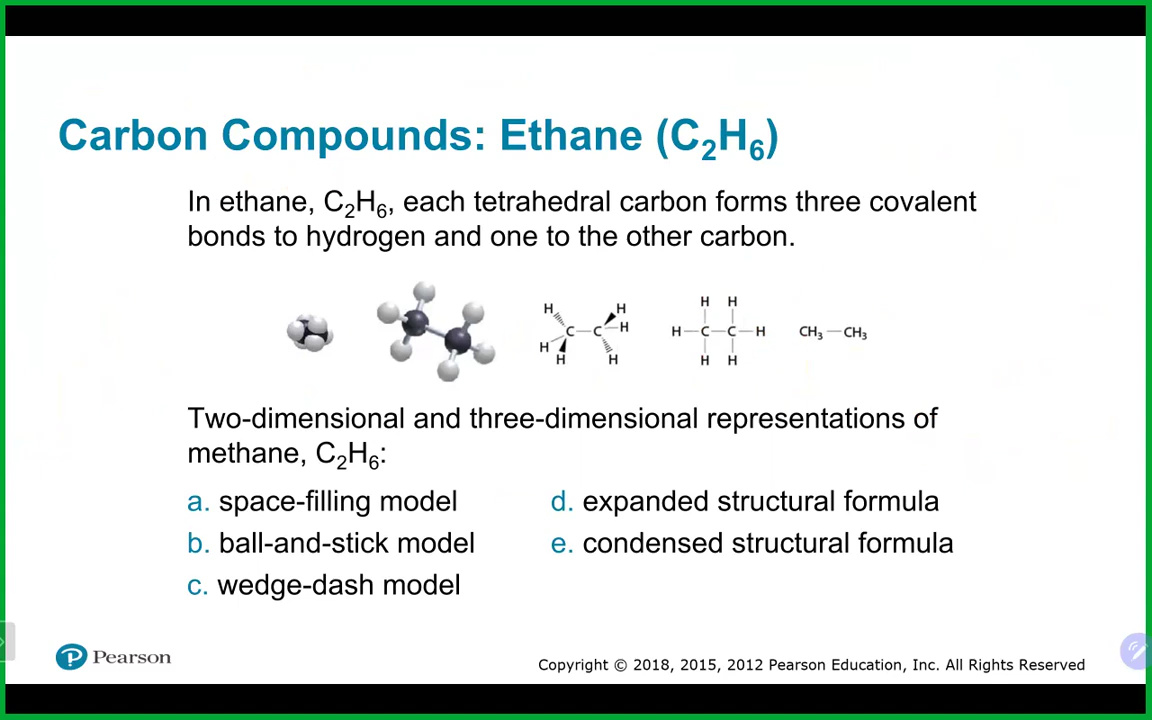 Carbon Compounds: Ethane (C₂H₆)
In ethane, C₂H₆, each tetrahedral carbon forms three covalent
bonds to hydrogen and one to the other carbon.
H H H H
C C H H C C H CH₃ CH₃
H
H H H H
Two-dimensional and three-dimensional representations of
methane, C₂H₆:
a. space-filling model
b. ball-and-stick model
c. wedge-dash model
d. expanded structural formula
e. condensed structural formula
P Pearson
Copyright © 2018, 2015, 2012 Pearson Education, Inc. All Rights Reserved